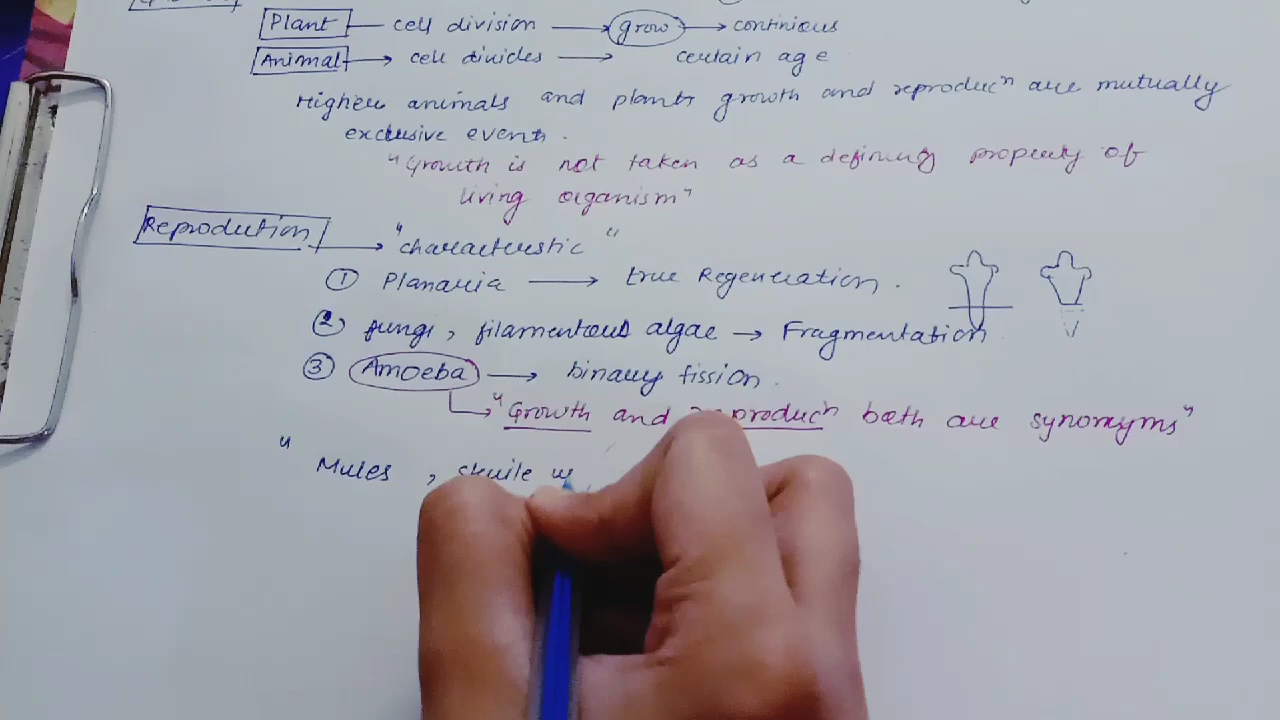 Plant cell division → grow → continious
Animal → cell divides → certain age
Higher animals and plants growth and reproducⁿ are mutually
exclusive events.
"Growth is not taken as a defining property of
living organism"
Reprodution → "characteristic"
① Planaria → true Regeneration.
② fungi, filamentous algae → Fragmentation
③ Amoeba → binary fission.
"Growth and reproducⁿ both are synonyms"
" Mules, sterile